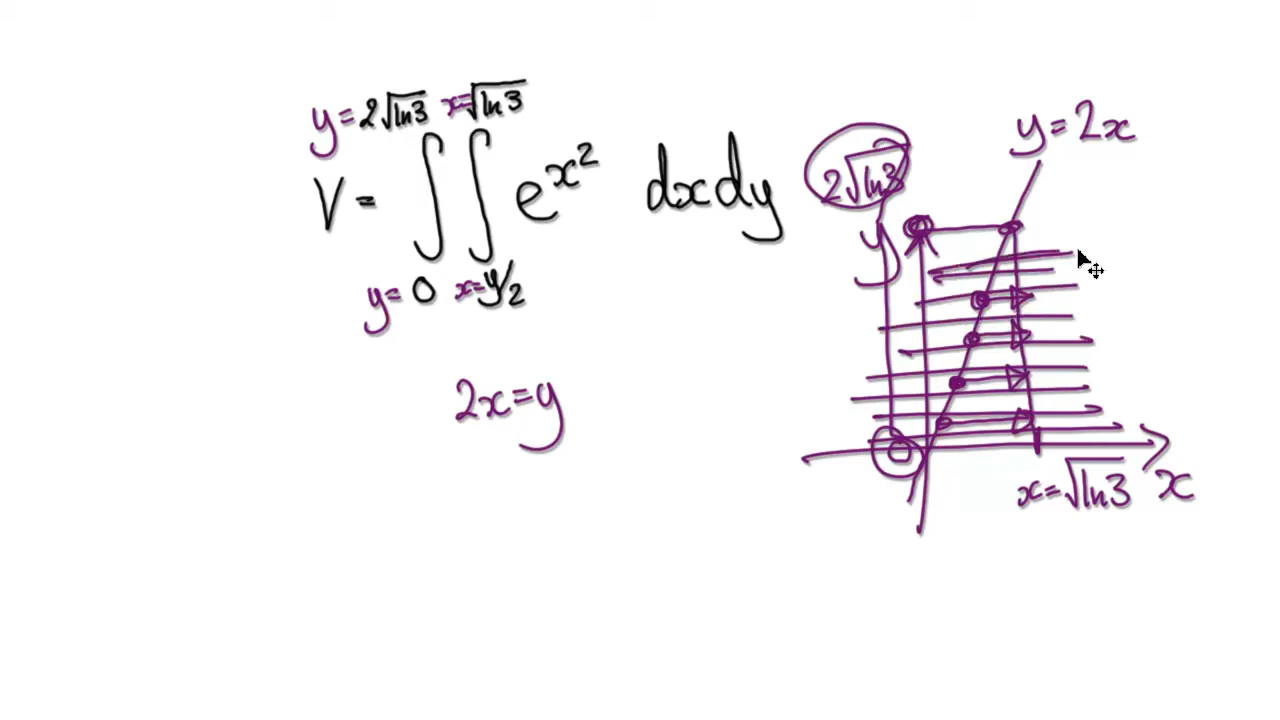 y=2√ln3 x=√ln3
V = ∫∫ e^x² dxdy
y=0 x=y/2
2x=y
y=2x
2√ln3
y
x=√ln3 x